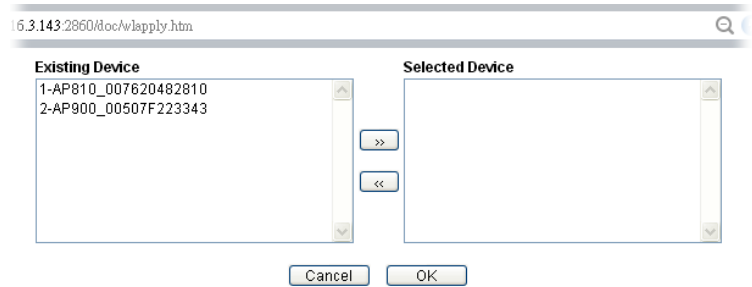 16.3.143:2860/doc/wlapply.htm
Existing Device
Selected Device
1-AP810_007620482810
2-AP900_00507F223343
>>
<<
Cancel
OK